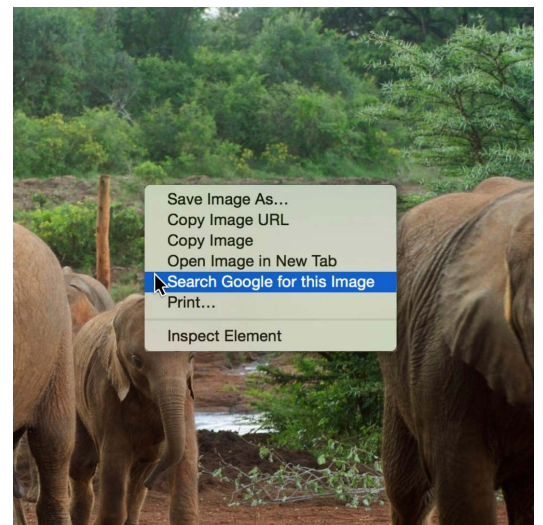 Save Image As...
Copy Image URL
Copy Image
Open Image in New Tab
Search Google for this Image
Print...
Inspect Element